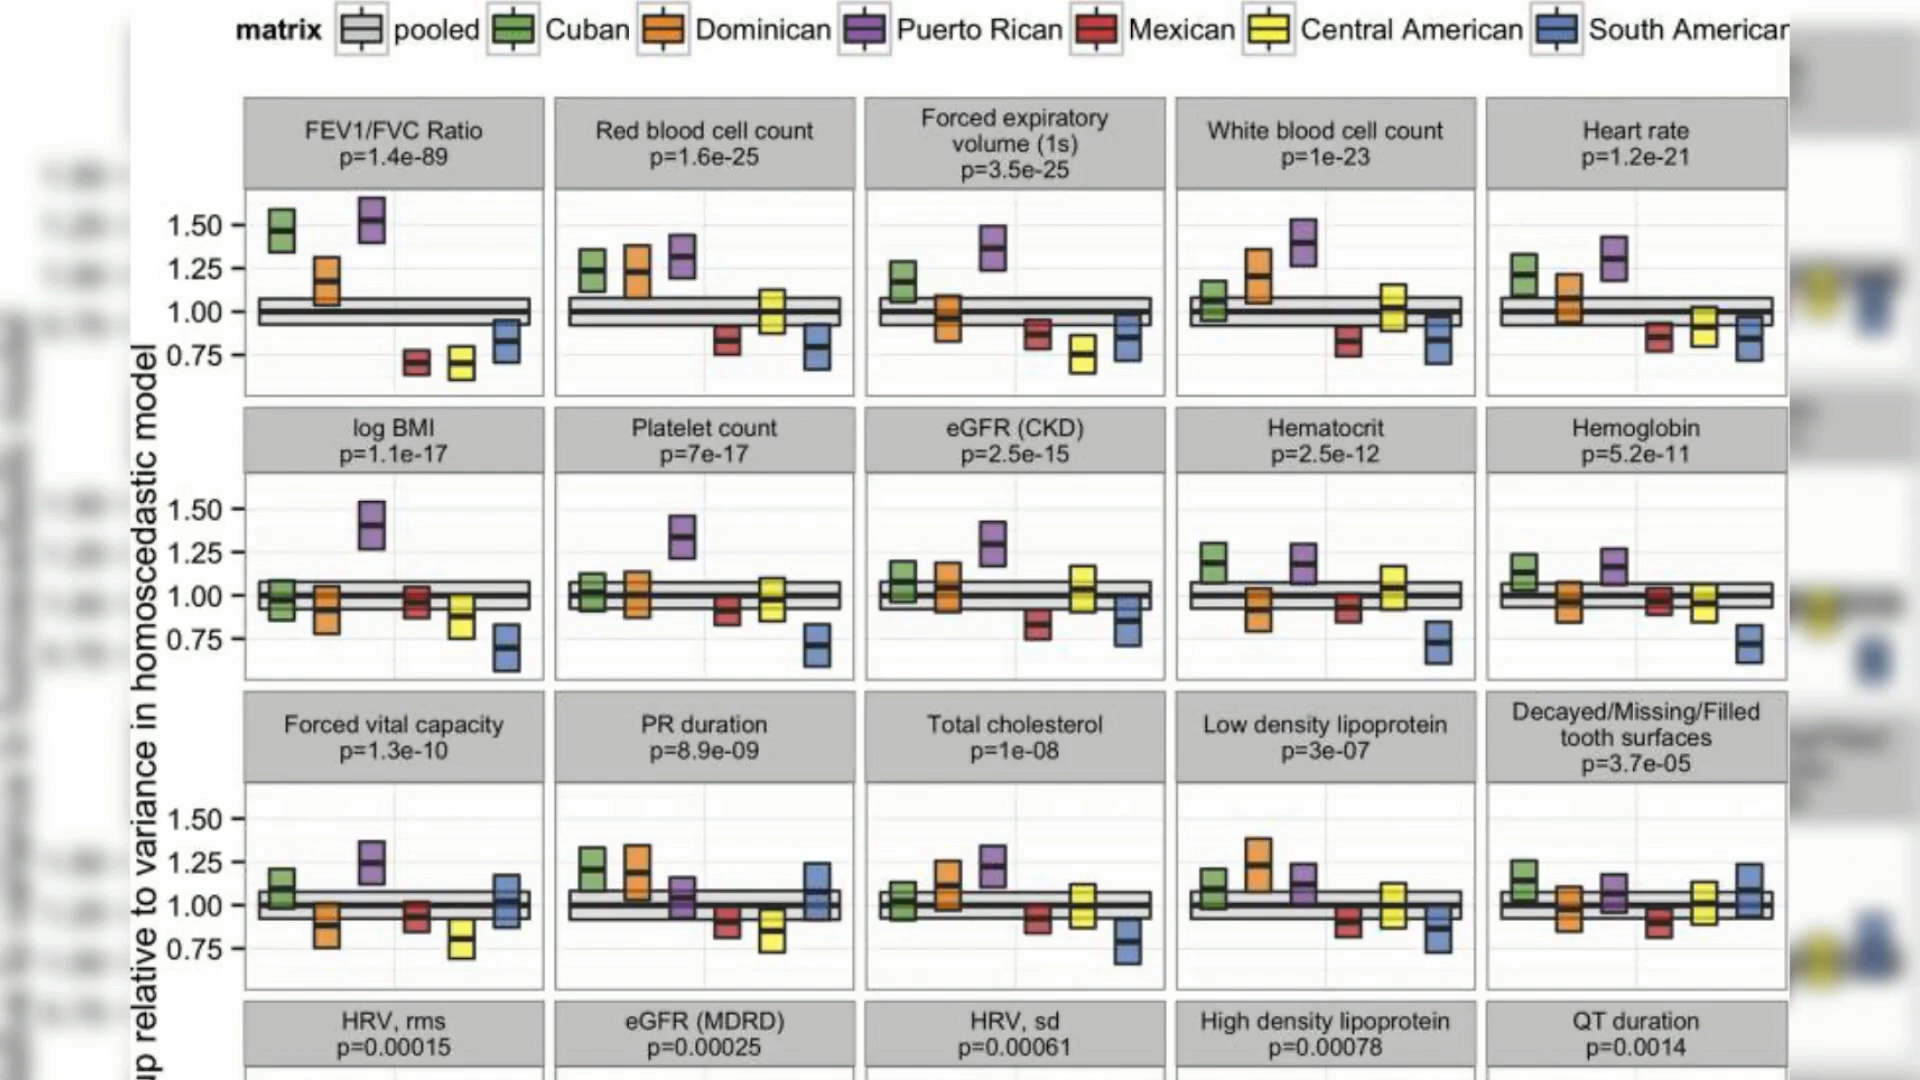 matrix pooled Cuban Dominican Puerto Rican Mexican Central American South American
FEV1/FVC Ratio
p=1.4e-89
Red blood cell count
p=1.6e-25
Forced expiratory
volume (1s)
p=3.5e-25
White blood cell count
p=1e-23
Heart rate
p=1.2e-21
1.50
1.25
1.00
0.75
log BMI
p=1.1e-17
Platelet count
p=7e-17
eGFR (CKD)
p=2.5e-15
Hematocrit
p=2.5e-12
Hemoglobin
p=5.2e-11
1.50
1.25
1.00
0.75
Forced vital capacity
p=1.3e-10
PR duration
p=8.9e-09
Total cholesterol
p=1e-08
Low density lipoprotein
p=3e-07
Decayed/Missing/Filled
tooth surfaces
p=3.7e-05
1.50
1.25
1.00
0.75
HRV, rms
p=0.00015
eGFR (MDRD)
p=0.00025
HRV, sd
p=0.00061
High density lipoprotein
p=0.00078
QT duration
p=0.0014
up relative to variance in homoscedastic model